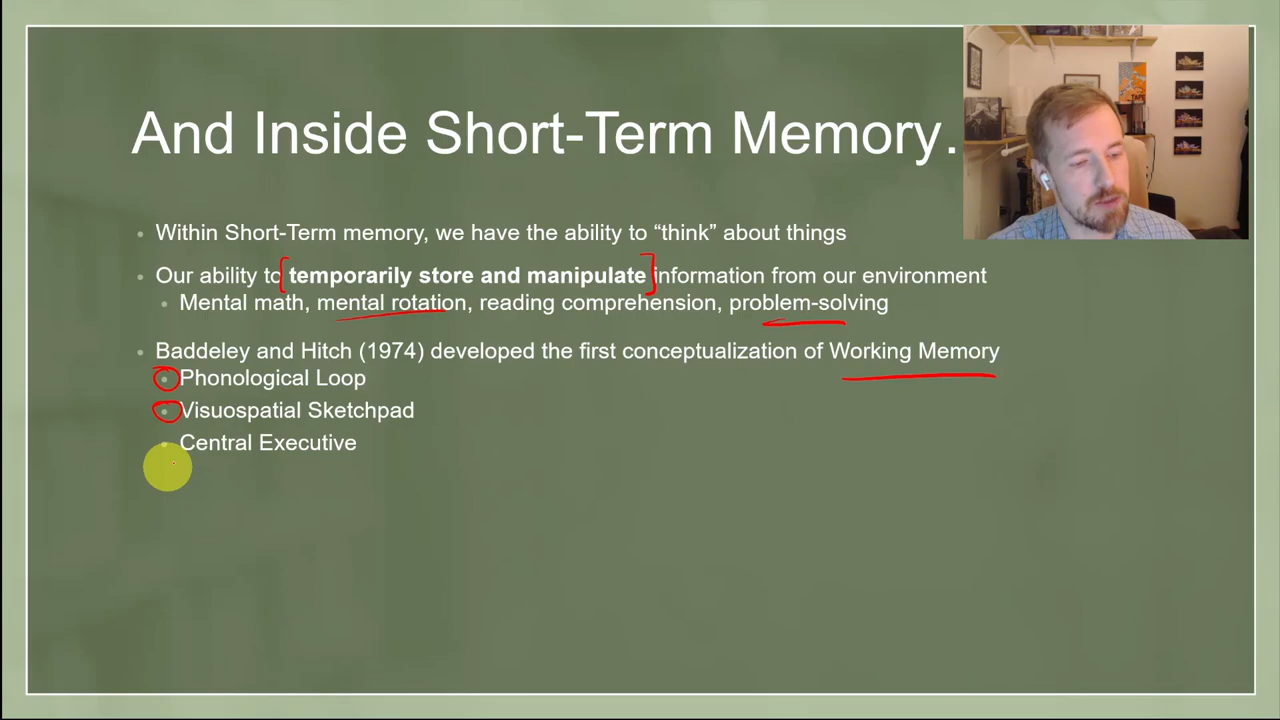 And Inside Short-Term Memory.
Within Short-Term memory, we have the ability to “think” about things
Our ability to temporarily store and manipulate information from our environment
Mental math, mental rotation, reading comprehension, problem-solving
Baddeley and Hitch (1974) developed the first conceptualization of Working Memory
Phonological Loop
Visuospatial Sketchpad
Central Executive